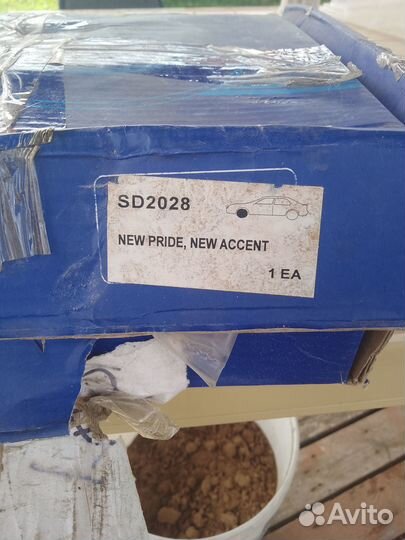 SD2028
NEW PRIDE, NEW ACCENT
1 EA
Avito